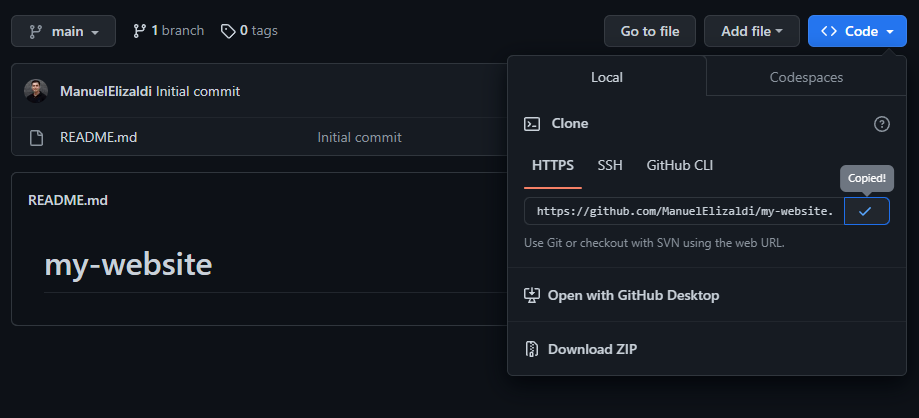 main 1 branch 0 tags Go to file Add file Code
ManuelElizaldi Initial commit
README.md Initial commit
README.md
my-website
Local Codespaces
Clone
HTTPS SSH GitHub CLI
Copied!
https://github.com/ManuelElizaldi/my-website.
Use Git or checkout with SVN using the web URL.
Open with GitHub Desktop
Download ZIP